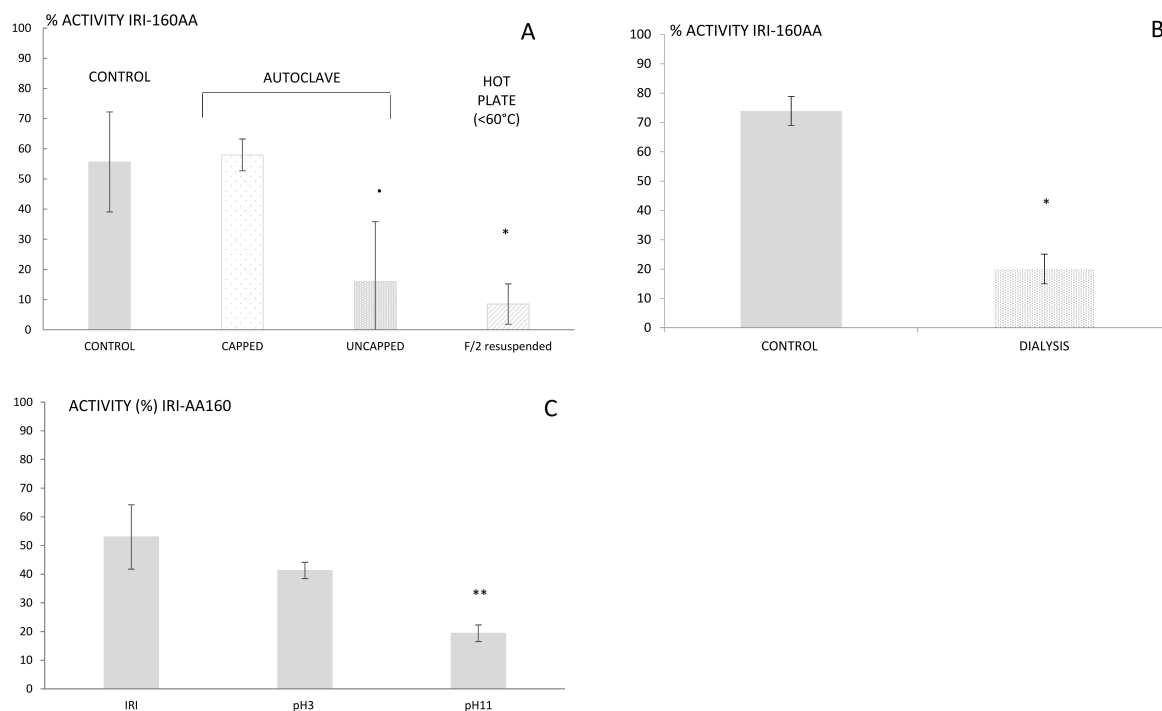 % ACTIVITY IRI-160AA
A
100
90
80
70
60
50
40
30
20
10
0
CONTROL
AUTOCLAVE
HOT
PLATE
(<60°C)
•
*
CONTROL
CAPPED
UNCAPPED
F/2 resuspended
% ACTIVITY IRI-160AA
B
100
90
80
70
60
50
40
30
20
10
0
*
CONTROL
DIALYSIS
ACTIVITY (%) IRI-AA160
C
100
90
80
70
60
50
40
30
20
10
0
**
IRI
pH3
pH11